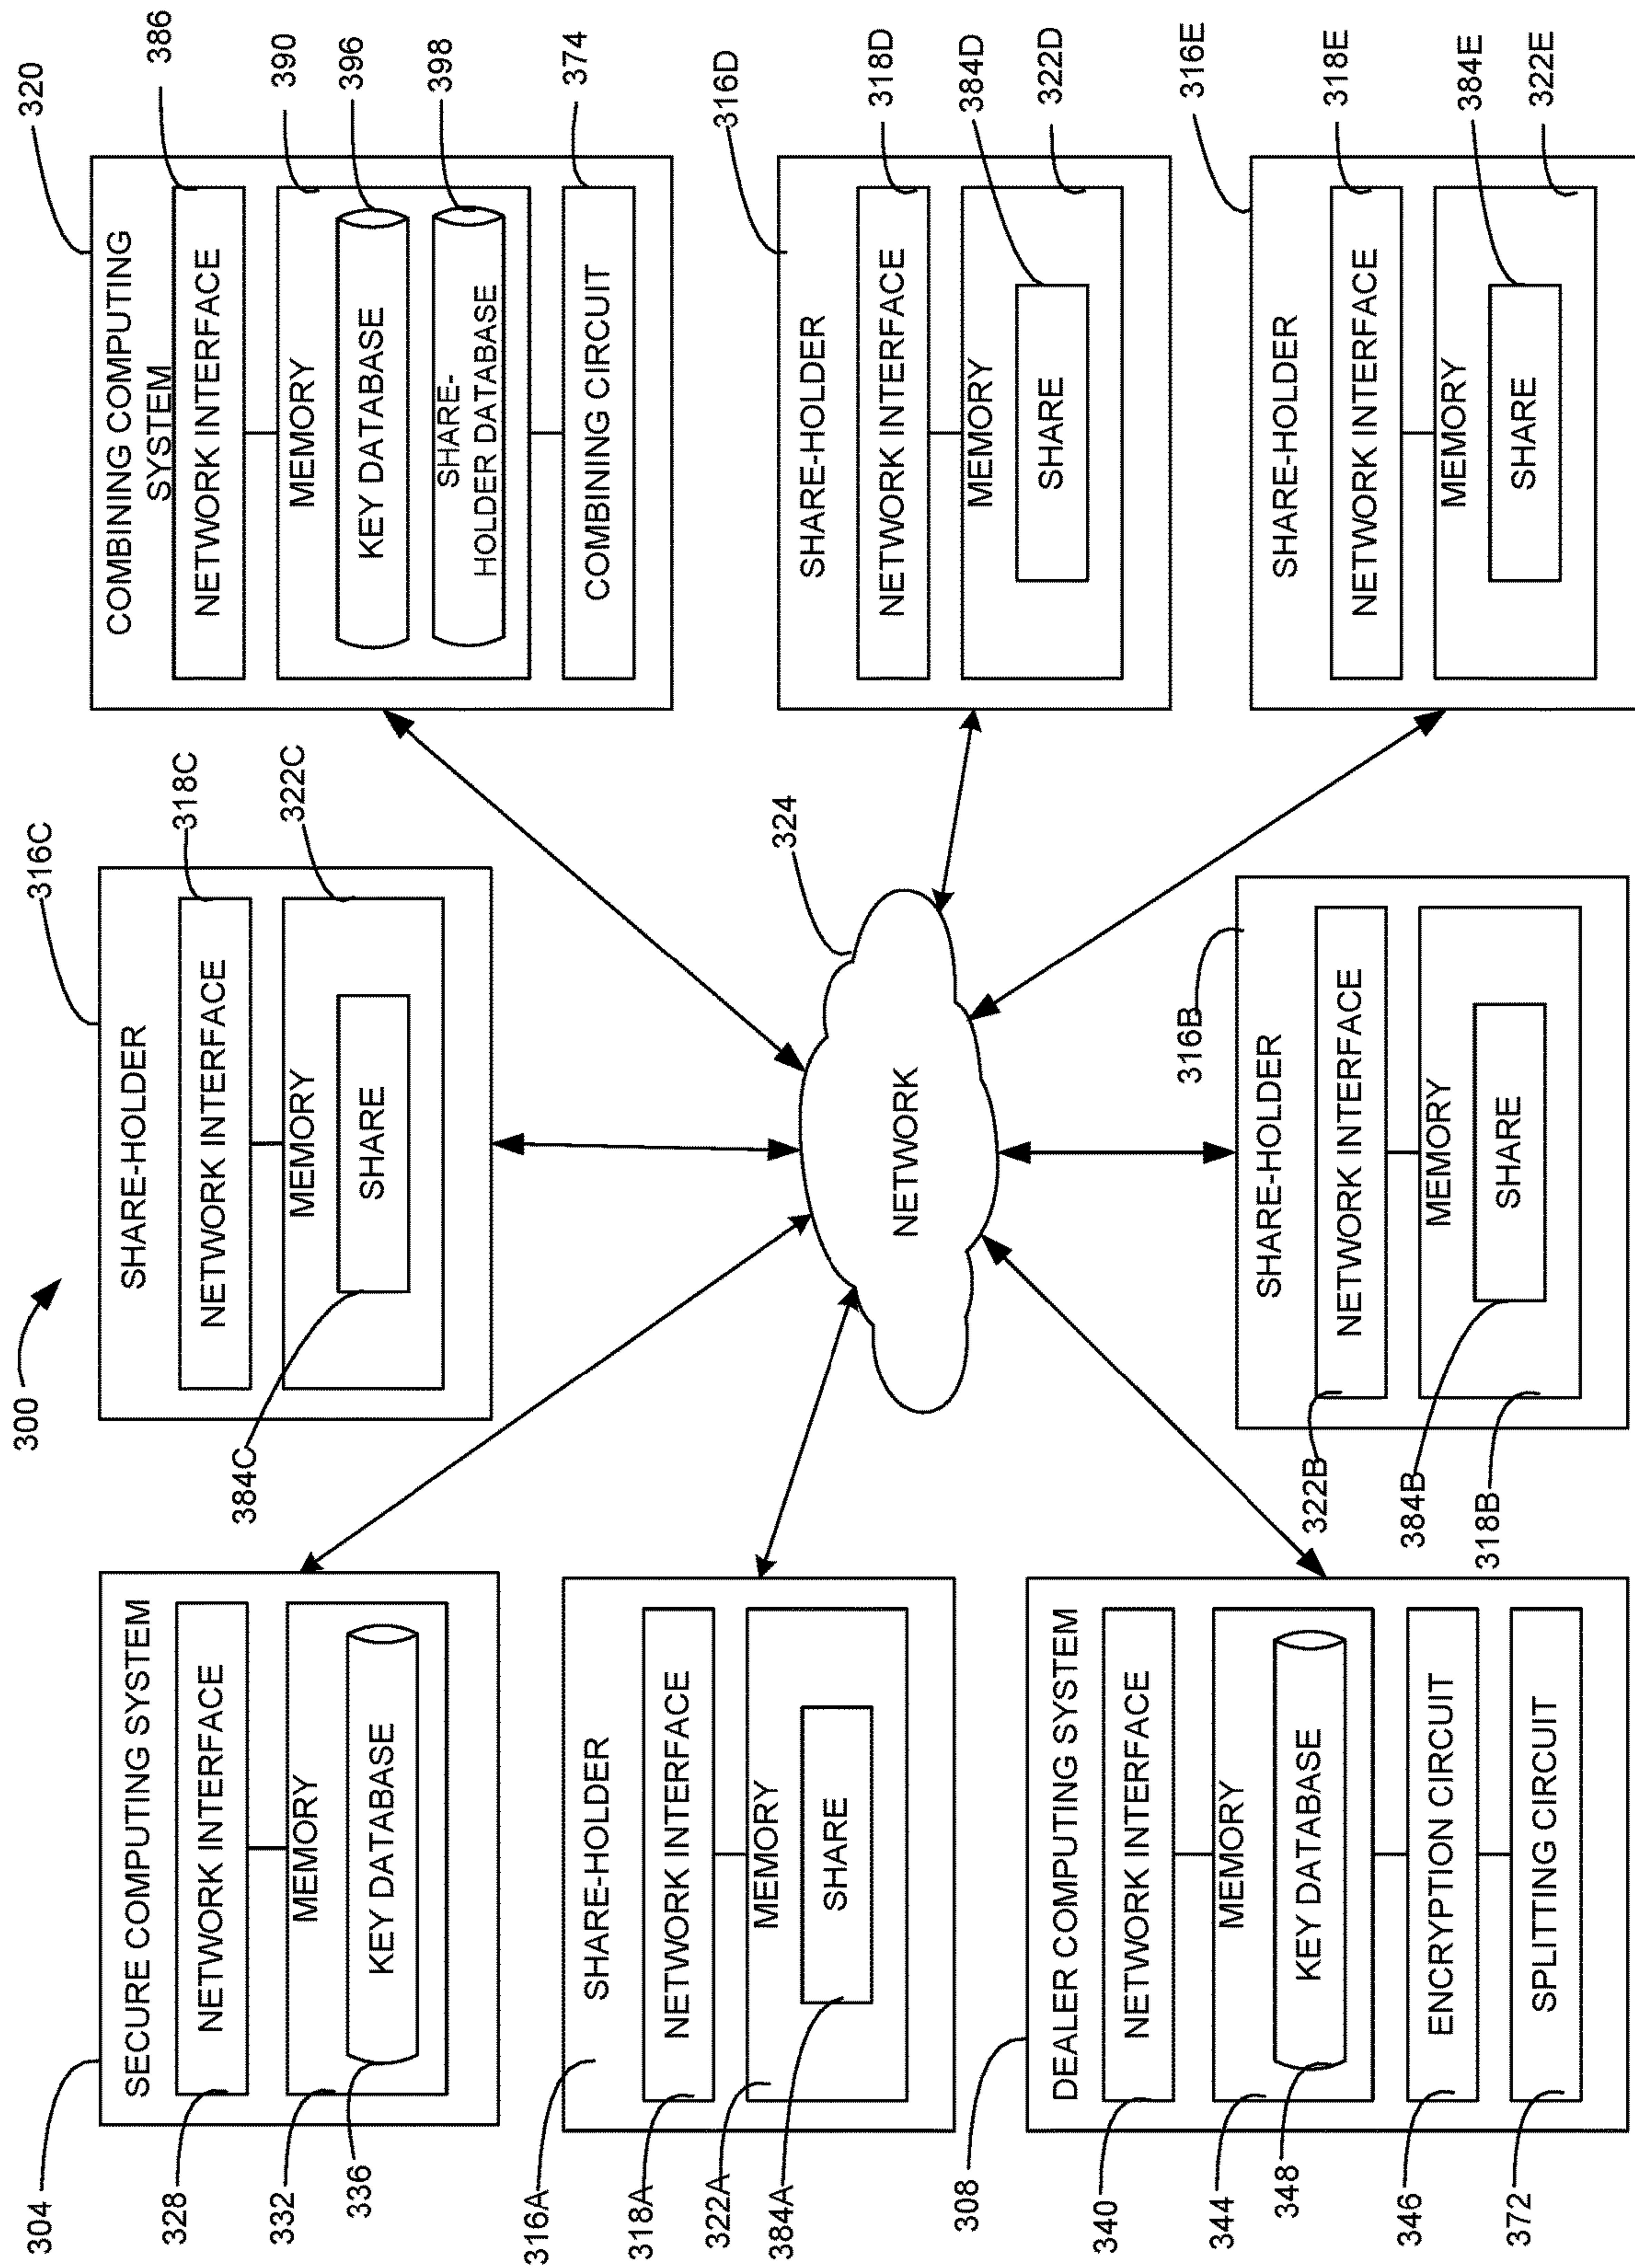 300
304
SECURE COMPUTING SYSTEM
328
NETWORK INTERFACE
332
MEMORY
336
KEY DATABASE
316A
SHARE-HOLDER
318A
NETWORK INTERFACE
322A
MEMORY
384A
SHARE
308
DEALER COMPUTING SYSTEM
340
NETWORK INTERFACE
344
MEMORY
348
KEY DATABASE
346
ENCRYPTION CIRCUIT
372
SPLITTING CIRCUIT
316C
SHARE-HOLDER
318C
NETWORK INTERFACE
322C
MEMORY
384C
SHARE
324
NETWORK
316B
SHARE-HOLDER
322B
NETWORK INTERFACE
MEMORY
384B
SHARE
318B
320
COMBINING COMPUTING
SYSTEM
386
NETWORK INTERFACE
390
MEMORY
396
KEY DATABASE
398
SHARE-
HOLDER DATABASE
374
COMBINING CIRCUIT
316D
SHARE-HOLDER
318D
NETWORK INTERFACE
MEMORY
384D
SHARE
322D
316E
SHARE-HOLDER
318E
NETWORK INTERFACE
MEMORY
384E
SHARE
322E